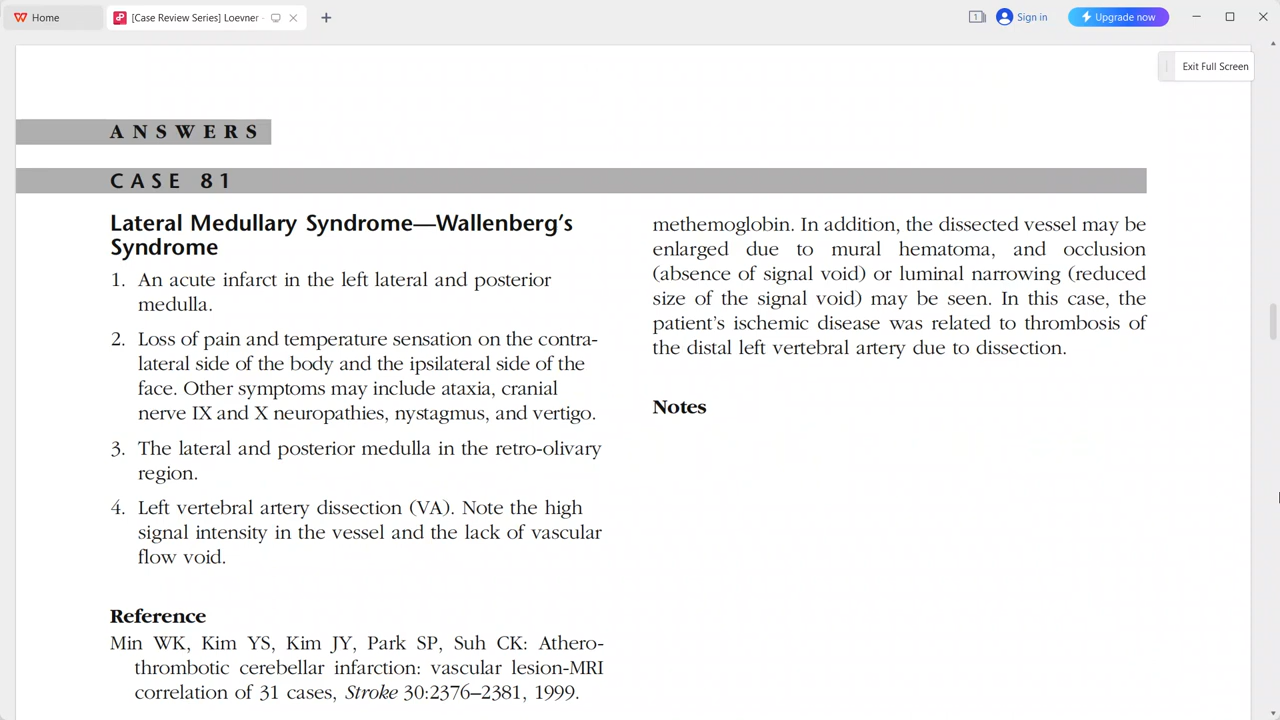 Home
[Case Review Series] Loevner
1
Sign in
Upgrade now
Exit Full Screen
ANSWERS
CASE 81
Lateral Medullary Syndrome—Wallenberg's
Syndrome
1. An acute infarct in the left lateral and posterior
medulla.
2. Loss of pain and temperature sensation on the contra-
lateral side of the body and the ipsilateral side of the
face. Other symptoms may include ataxia, cranial
nerve IX and X neuropathies, nystagmus, and vertigo.
3. The lateral and posterior medulla in the retro-olivary
region.
4. Left vertebral artery dissection (VA). Note the high
signal intensity in the vessel and the lack of vascular
flow void.
Reference
Min WK, Kim YS, Kim JY, Park SP, Suh CK: Athero-
thrombotic cerebellar infarction: vascular lesion-MRI
correlation of 31 cases, Stroke 30:2376–2381, 1999.
methemoglobin. In addition, the dissected vessel may be
enlarged due to mural hematoma, and occlusion
(absence of signal void) or luminal narrowing (reduced
size of the signal void) may be seen. In this case, the
patient's ischemic disease was related to thrombosis of
the distal left vertebral artery due to dissection.
Notes